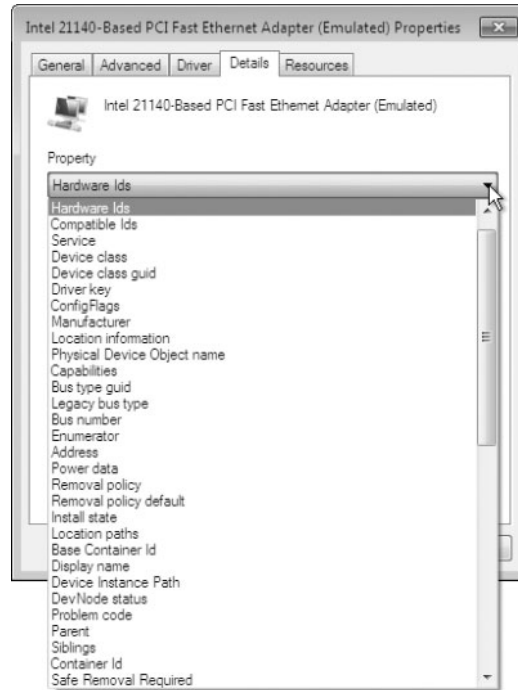 Intel 21140-Based PCI Fast Ethernet Adapter (Emulated) Properties
General Advanced Driver Details Resources
Intel 21140-Based PCI Fast Ethernet Adapter (Emulated)
Property
Hardware Ids
Hardware Ids
Compatible Ids
Service
Device class
Device class guid
Driver key
ConfigFlags
Manufacturer
Location information
Physical Device Object name
Capabilities
Bus type guid
Legacy bus type
Bus number
Enumerator
Address
Power data
Removal policy
Removal policy default
Install state
Location paths
Base Container Id
Display name
Device Instance Path
DevNode status
Problem code
Parent
Siblings
Container Id
Safe Removal Required